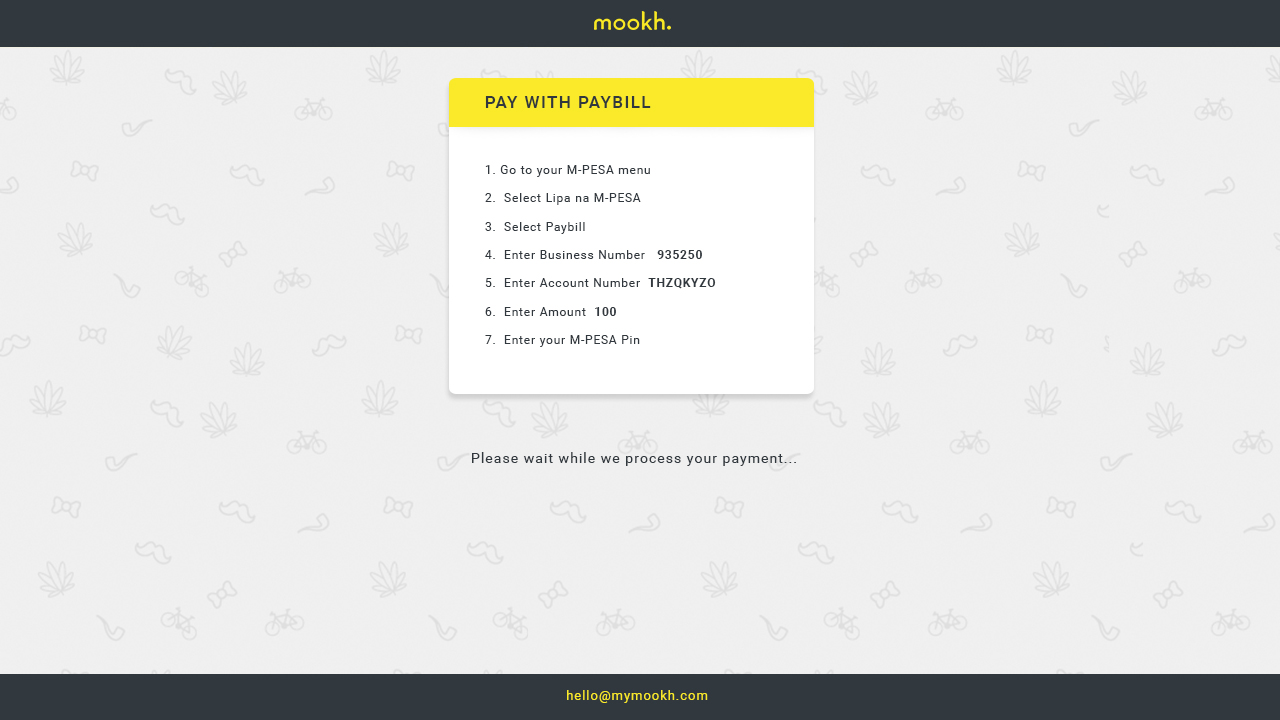 mookh.
PAY WITH PAYBILL
1. Go to your M-PESA menu
2. Select Lipa na M-PESA
3. Select Paybill
4. Enter Business Number 935250
5. Enter Account Number THZQKYZO
6. Enter Amount 100
7. Enter your M-PESA Pin
Please wait while we process your payment...
hello@mymookh.com